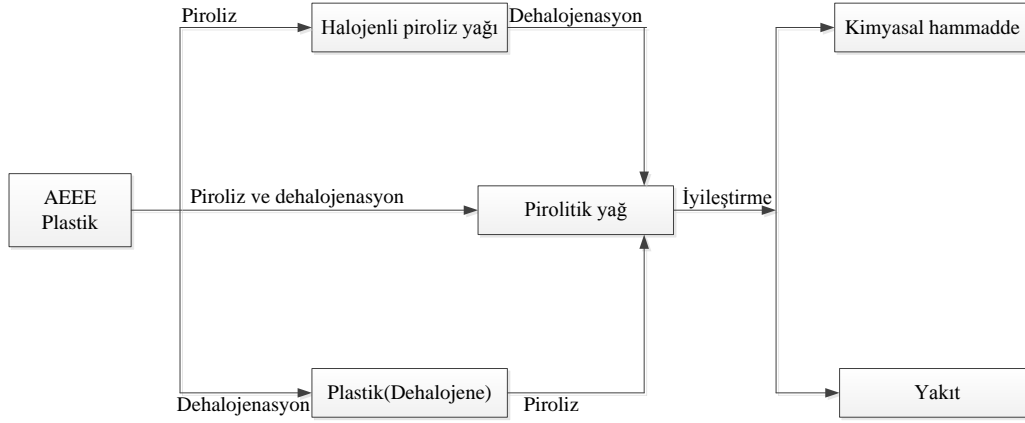 Piroliz
Halojenli piroliz yağı
Dehalojenasyon
Kimyasal hammadde
AEEE
Plastik
Piroliz ve dehalojenasyon
Pirolitik yağ
İyileştirme
Dehalojenasyon
Plastik(Dehalojene)
Piroliz
Yakıt